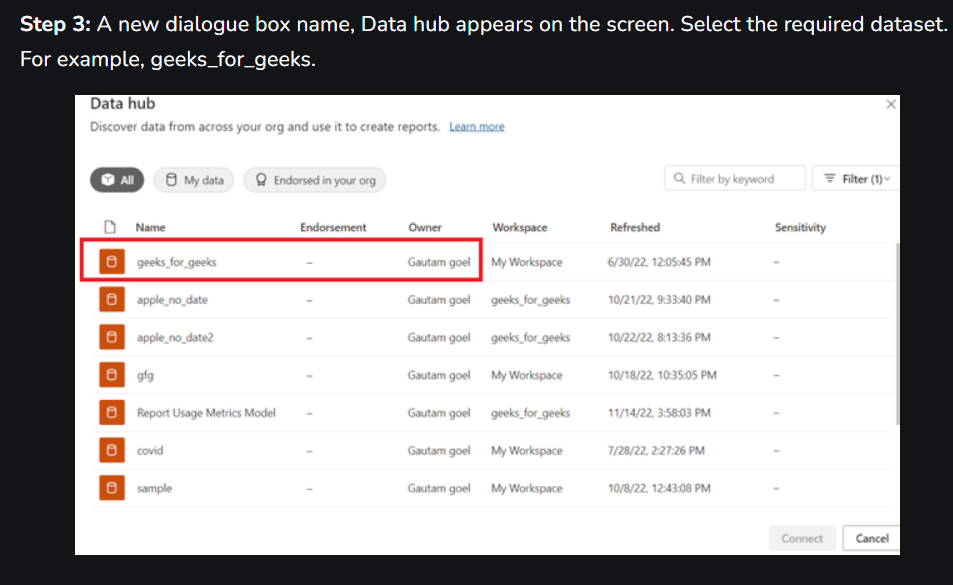 Step 3: A new dialogue box name, Data hub appears on the screen. Select the required dataset.
For example, geeks_for_geeks.
Data hub
Discover data from across your org and use it to create reports. Learn more
All My data Endorsed in your org Filter by keyword Filter (1)
Name Endorsement Owner Workspace Refreshed Sensitivity
geeks_for_geeks – Gautam goel My Workspace 6/30/22, 12:05:45 PM –
apple_no_date – Gautam goel geeks_for_geeks 10/21/22, 9:33:40 PM –
apple_no_date2 – Gautam goel geeks_for_geeks 10/22/22, 8:13:36 PM –
gfg – Gautam goel My Workspace 10/18/22, 10:35:05 PM –
Report Usage Metrics Model – Gautam goel geeks_for_geeks 11/14/22, 3:58:03 PM –
covid – Gautam goel My Workspace 7/28/22, 2:27:26 PM –
sample – Gautam goel My Workspace 10/8/22, 12:43:08 PM –
Connect Cancel